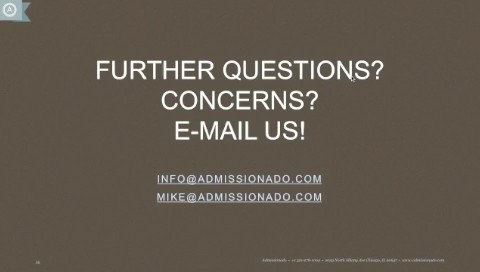 FURTHER QUESTIONS?
CONCERNS?
E-MAIL US!
INFO@ADMISSIONADO.COM
MIKE@ADMISSIONADO.COM